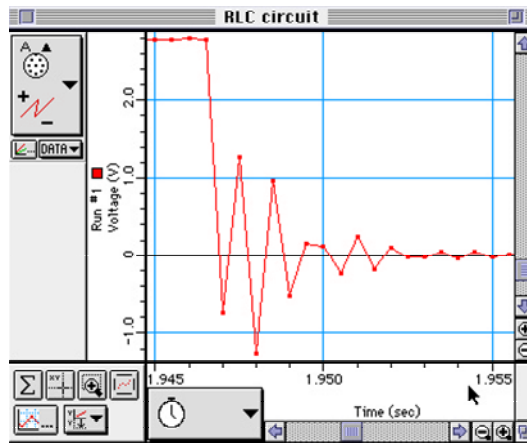 RLC circuit
A
DATA
Run #1
Voltage (V)
2.0
1.0
0
-1.0
1.945
1.950
1.955
Time (sec)
Σ
XY